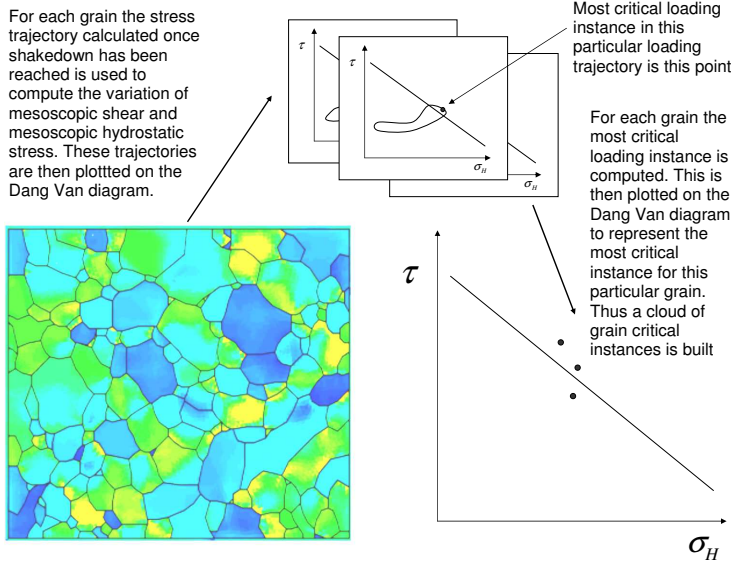 For each grain the stress
trajectory calculated once
shakedown has been
reached is used to
compute the variation of
mesoscopic shear and
mesoscopic hydrostatic
stress. These trajectories
are then plottted on the
Dang Van diagram.
τ
τ
σH
σH
Most critical loading
instance in this
particular loading
trajectory is this point
For each grain the
most critical
loading instance is
computed. This is
then plotted on the
Dang Van diagram
to represent the
most critical
instance for this
particular grain.
Thus a cloud of
grain critical
instances is built
τ
σH